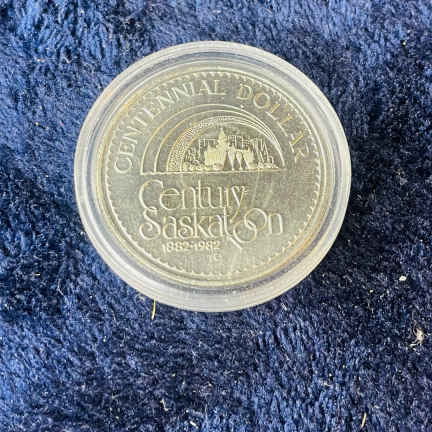 CENTENNIAL DOLLAR
Century
Saskatoon
1882-1982